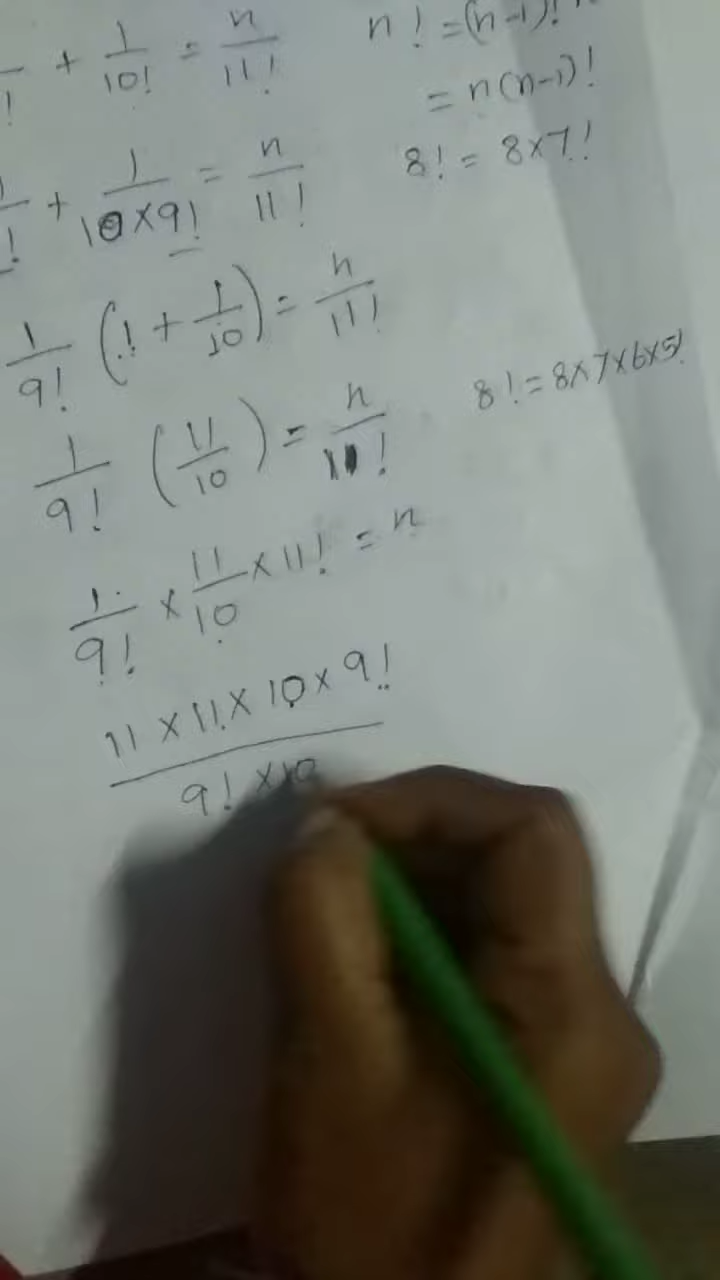 ! + 1/10! = n/11!
n! = (n-1)!
= n(n-1)!
1/! + 1/10×9! = n/11!
8! = 8×7!
1/9! (1 + 1/10) = n/11!
8! = 8×7×6×5!
1/9! (11/10) = n/11!
1/9! × 11/10 × 11! = n
11 × 11 × 10 × 9!
9! × 10